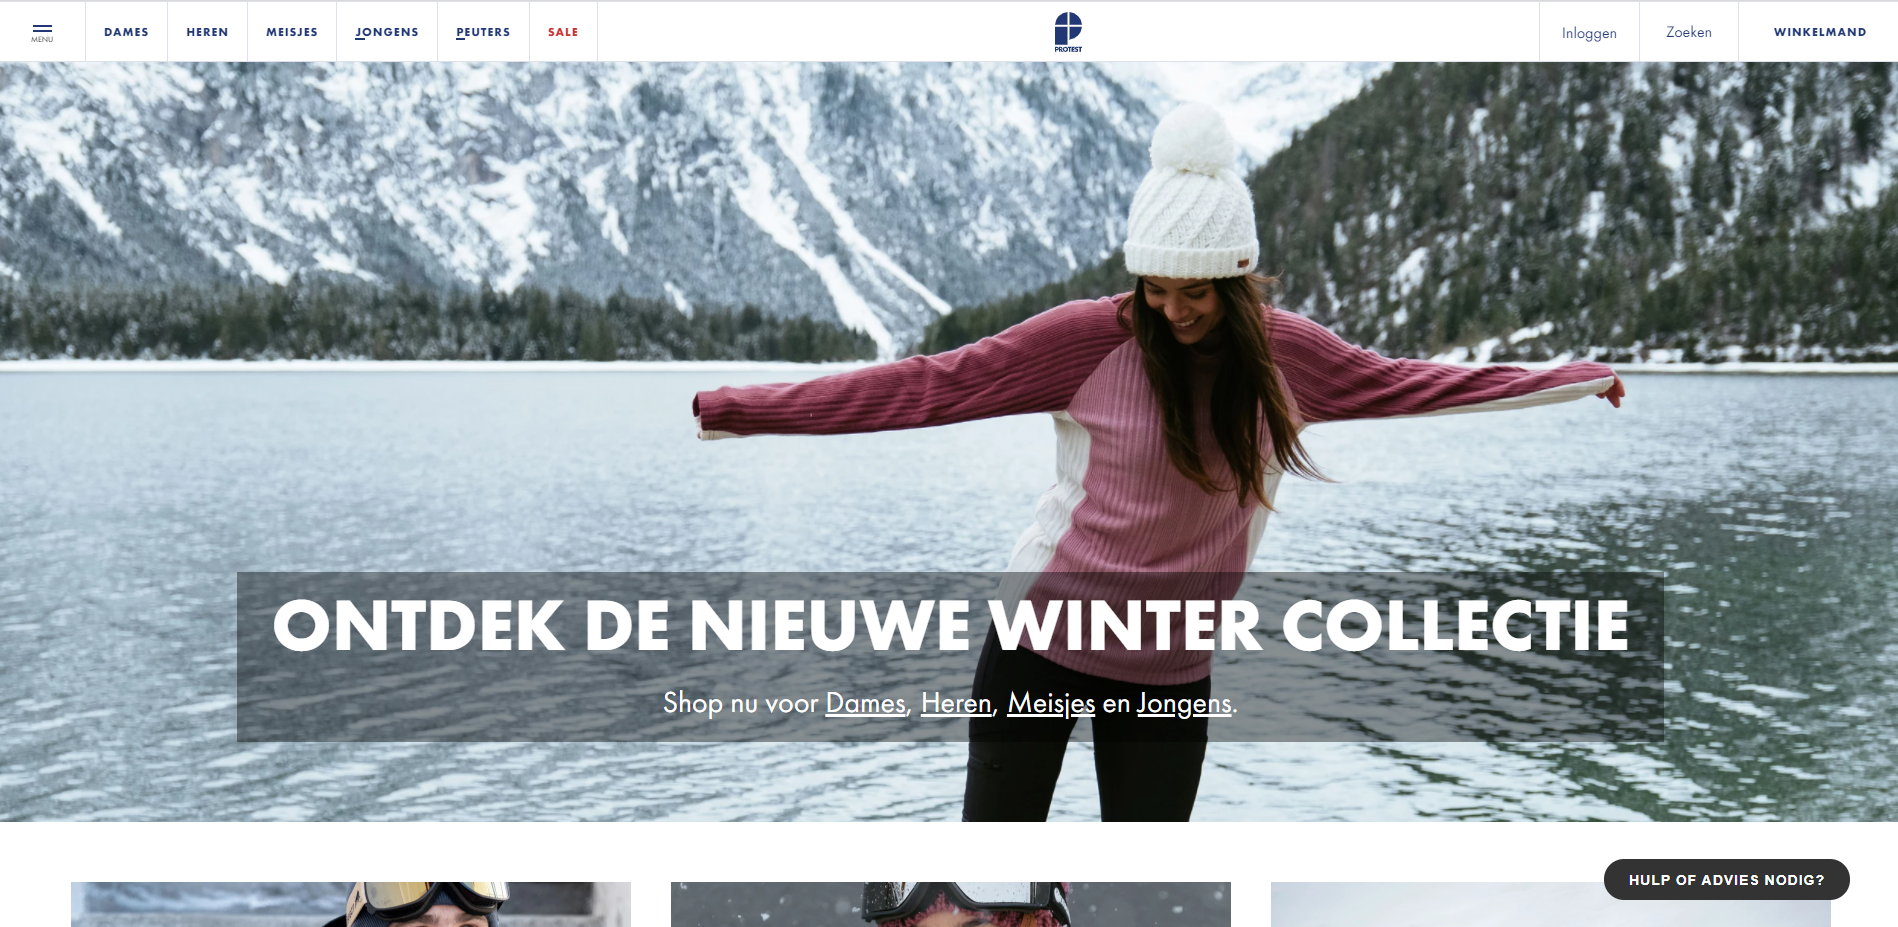 MENU
DAMES
HEREN
MEISJES
JONGENS
PEUTERS
SALE
PROTEST
Inloggen
Zoeken
WINKELMAND
ONTDEK DE NIEUWE WINTER COLLECTIE
Shop nu voor Dames, Heren, Meisjes en Jongens.
HULP OF ADVIES NODIG?